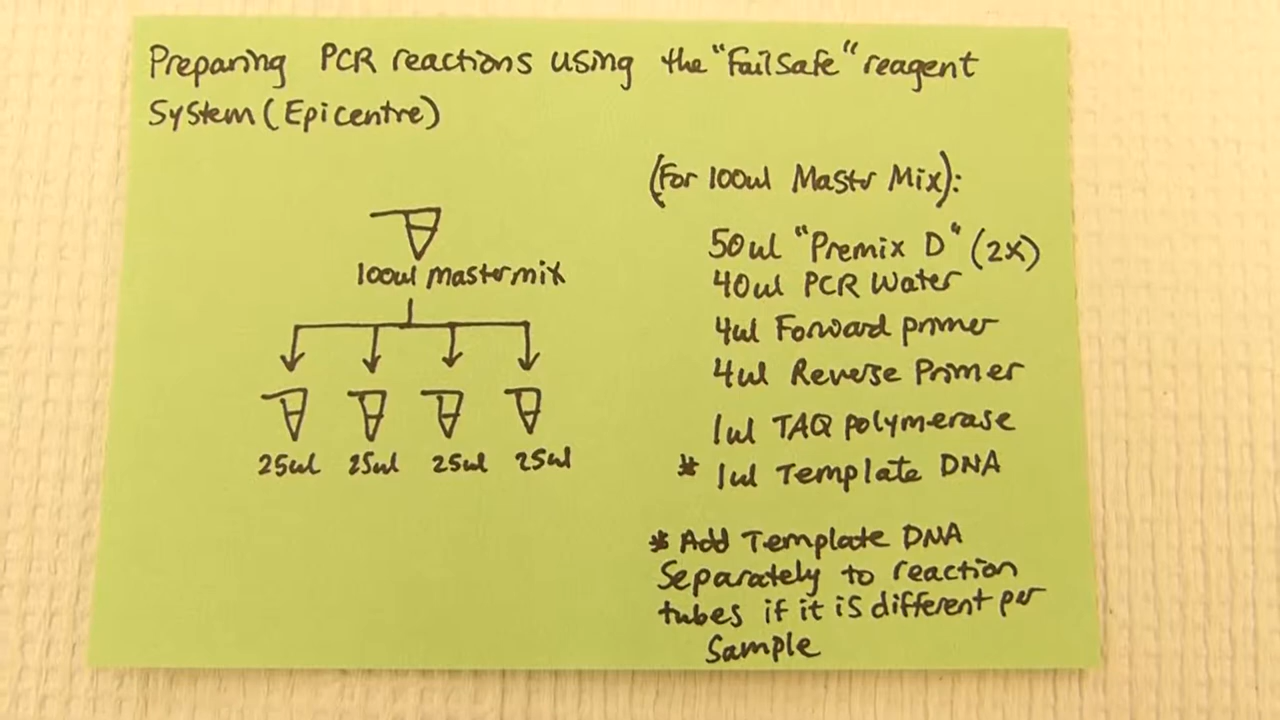 Preparing PCR reactions using the "FailSafe" reagent
System (Epicentre)
100ul Mastermix
25ul 25ul 25ul 25ul
(For 100ul Mastr Mix):
50ul "Premix D" (2X)
40ul PCR Water
4ul Forward primer
4ul Reverse Primer
1ul TAQ polymerase
* 1ul Template DNA
* Add Template DNA
Separately to reaction
tubes if it is different per
Sample